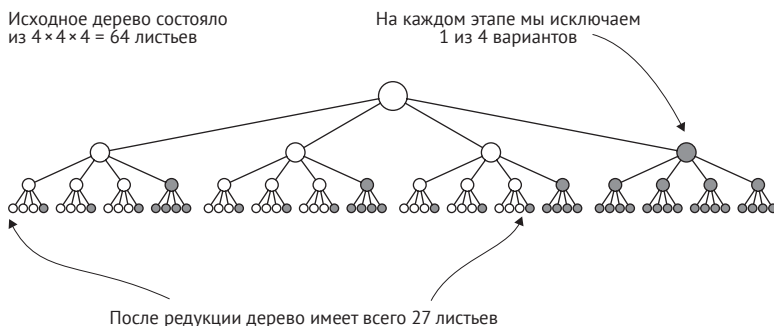 Исходное дерево состояло
из 4 × 4 × 4 = 64 листьев
На каждом этапе мы исключаем
1 из 4 вариантов
После редукции дерево имеет всего 27 листьев